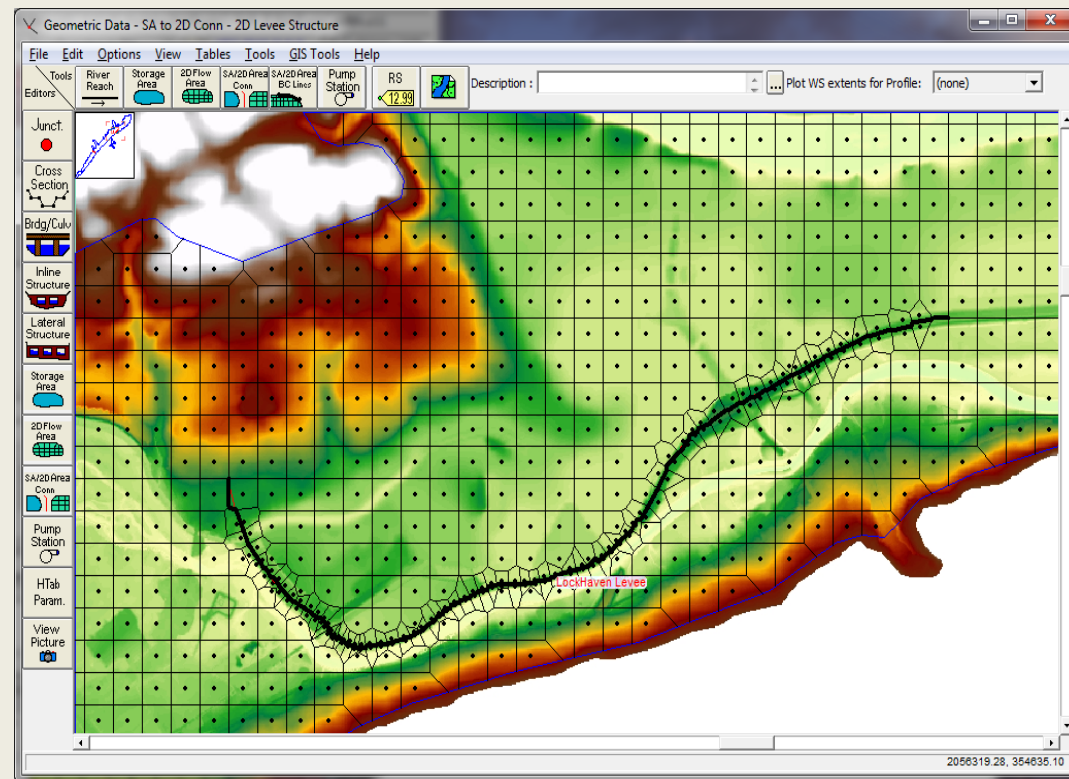 Geometric Data - SA to 2D Conn - 2D Levee Structure
File Edit Options View Tables Tools GIS Tools Help
Tools
Editors
River
Reach
Storage
Area
2D Flow
Area
SA/2D Area
Conn
SA/2D Area
BC Lines
Pump
Station
RS
12.99
Description :
...
Plot WS extents for Profile:
(none)
Junct.
Cross
Section
Brdg/Culv
Inline
Structure
Lateral
Structure
Storage
Area
2D Flow
Area
SA/2D Area
Conn
Pump
Station
HTab
Param.
View
Picture
LockHaven Levee
2056319.28, 354635.10